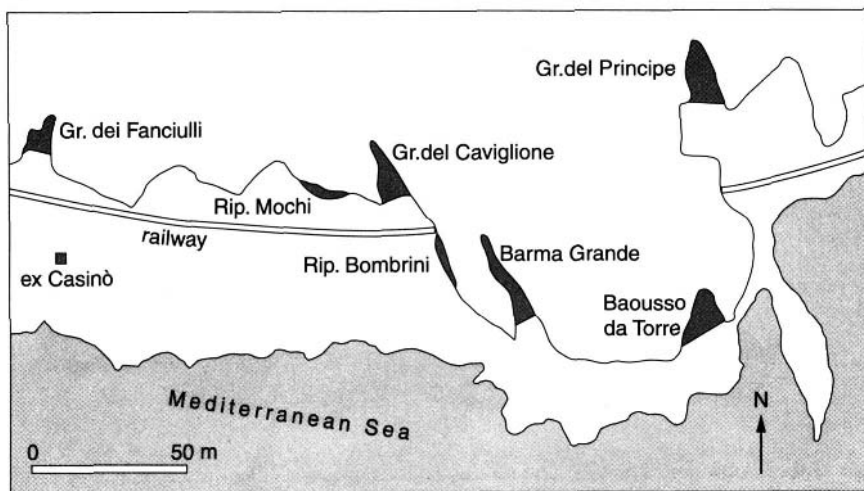 Gr.del Principe
Gr. dei Fanciulli
Gr.del Caviglione
Rip. Mochi
railway
Rip. Bombrini
Barma Grande
ex Casinò
Baousso
da Torre
Mediterranean Sea
N
0 50 m